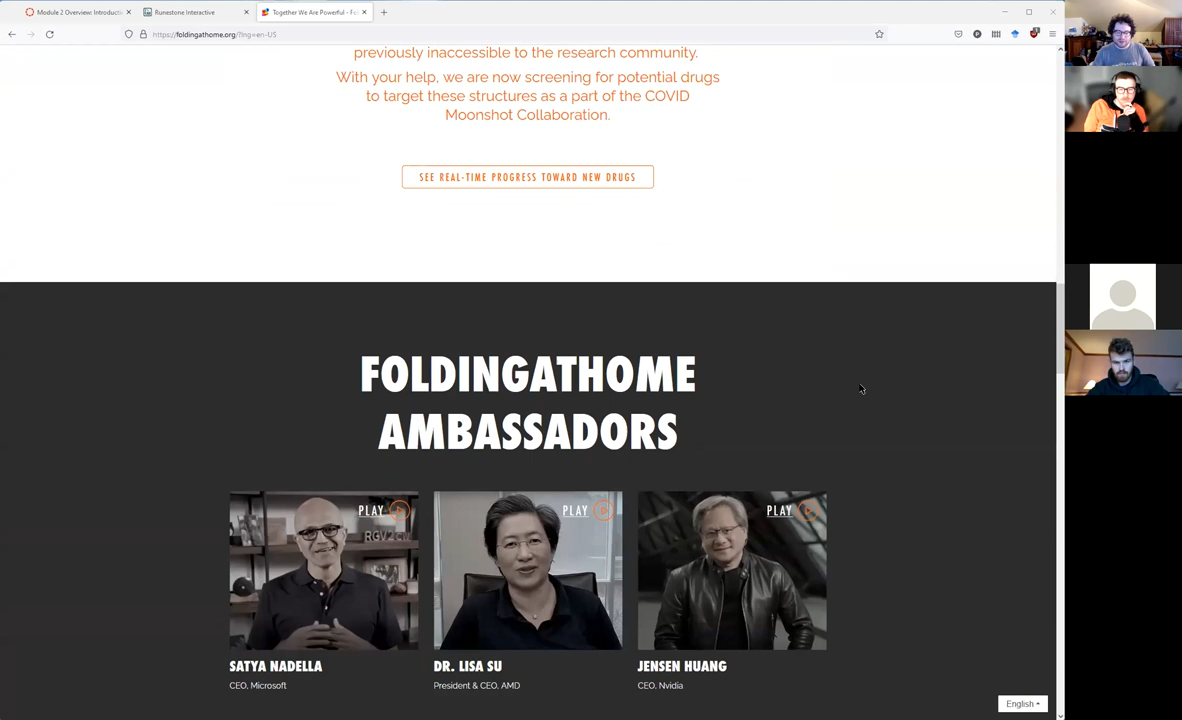 Module 2 Overview: Introducti
Runestone Interactive
Together We Are Powerful - Fol
https://foldingathome.org/?lng=en-US
previously inaccessible to the research community.
With your help, we are now screening for potential drugs
to target these structures as a part of the COVID
Moonshot Collaboration.
SEE REAL-TIME PROGRESS TOWARD NEW DRUGS
FOLDINGATHOME
AMBASSADORS
PLAY
PLAY
PLAY
SATYA NADELLA
DR. LISA SU
JENSEN HUANG
CEO, Microsoft
President & CEO, AMD
CEO, Nvidia
English